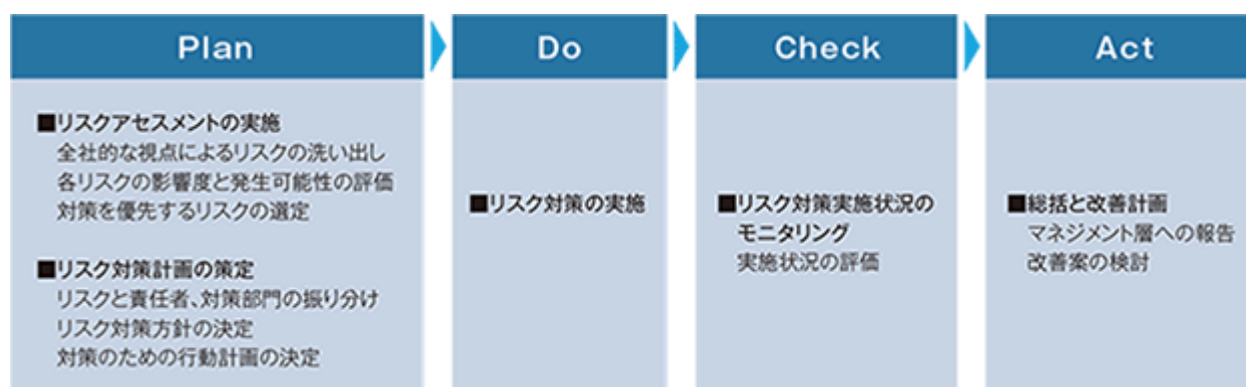 Plan
■リスクアセスメントの実施
全社的な視点によるリスクの洗い出し
各リスクの影響度と発生可能性の評価
対策を優先するリスクの選定
■リスク対策計画の策定
リスクと責任者、対策部門の振り分け
リスク対策方針の決定
対策のための行動計画の決定
Do
■リスク対策の実施
Check
■リスク対策実施状況の
モニタリング
実施状況の評価
Act
■総括と改善計画
マネジメント層への報告
改善案の検討